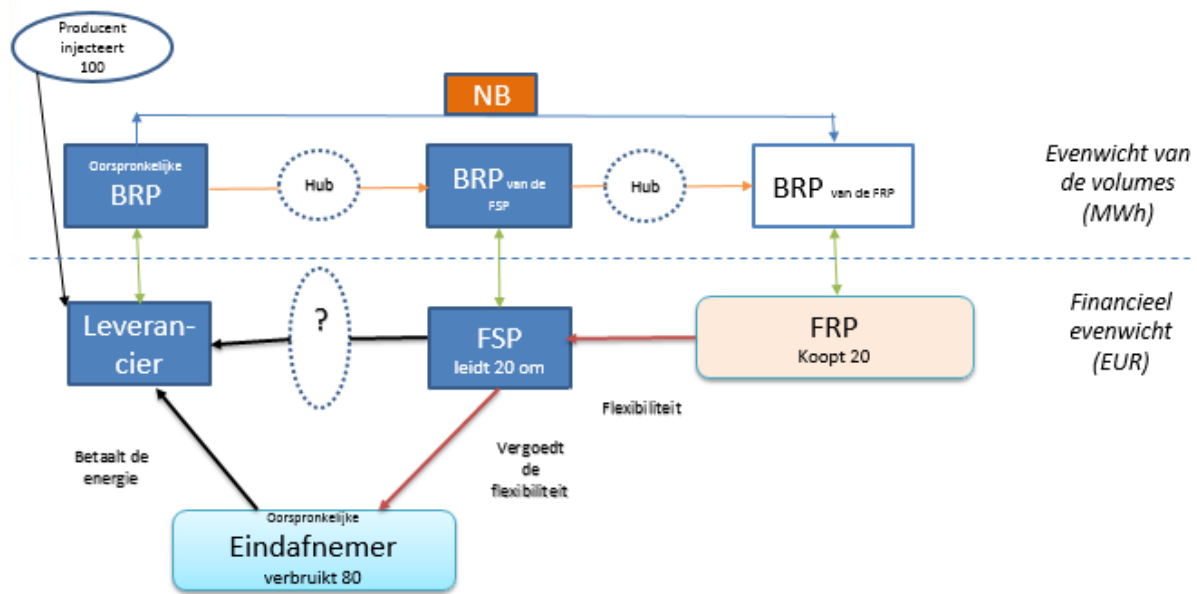 Producent
injecteert
100
NB
Oorspronkelijke
BRP
Hub
BRP van de
FSP
Hub
BRP van de FRP
Evenwicht van
de volumes
(MWh)
Leveran-
cier
?
FSP
leidt 20 om
FRP
Koopt 20
Financieel
evenwicht
(EUR)
Flexibiliteit
Betaalt de
energie
Vergoedt
de
flexibiliteit
Oorspronkelijke
Eindafnemer
verbruikt 80